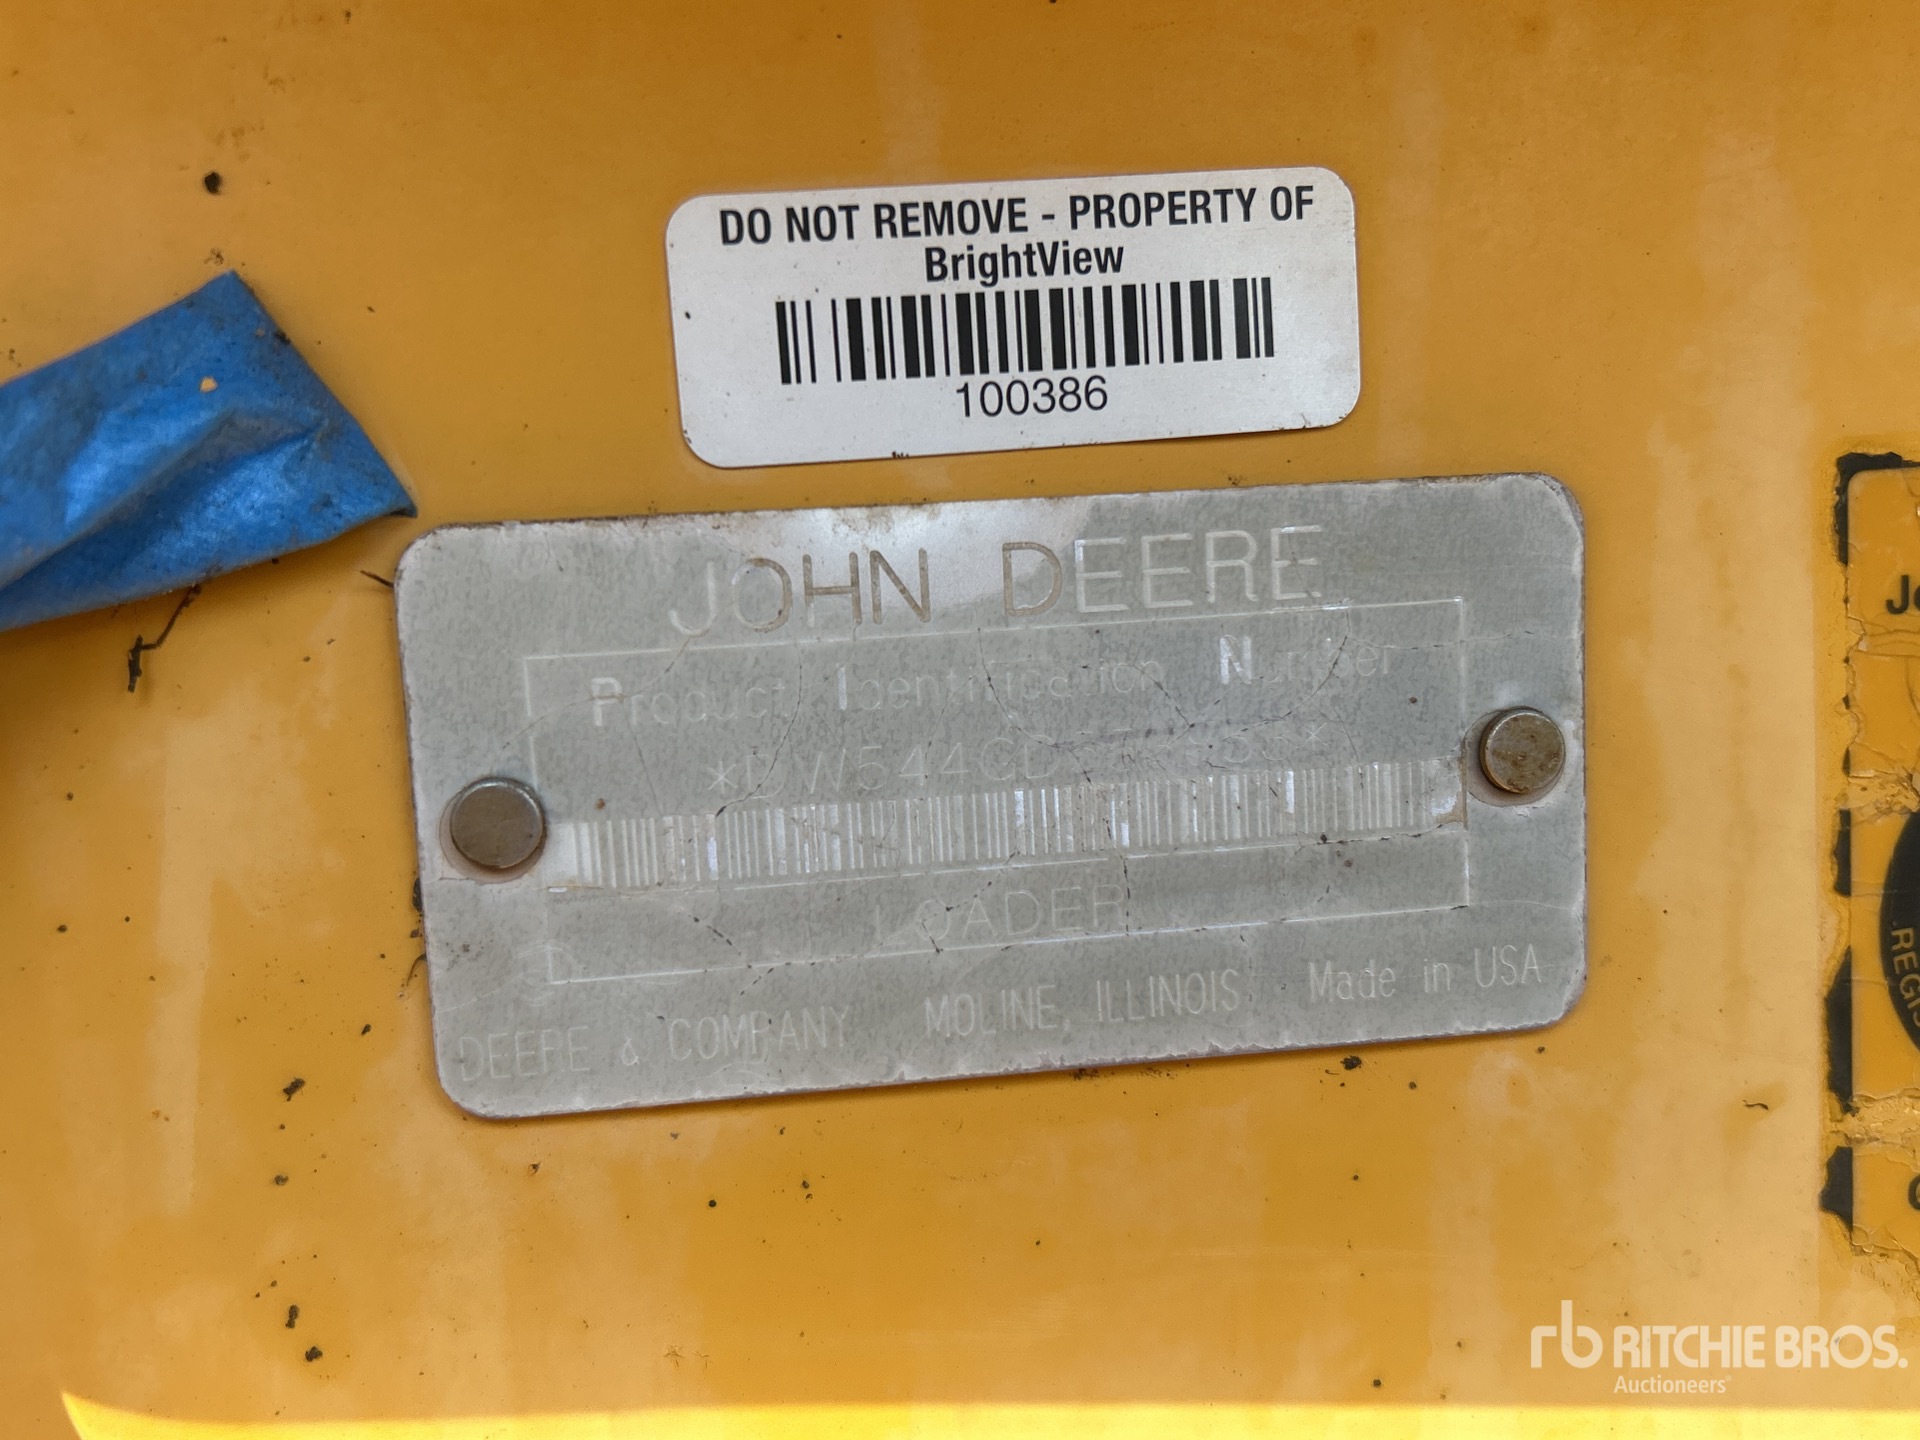 DO NOT REMOVE - PROPERTY OF
BrightView
100386
JOHN DEERE
Product Identification Number
LOADER
DEERE & COMPANY MOLINE, ILLINOIS Made in USA
rb RITCHIE BROS.
Auctioneers